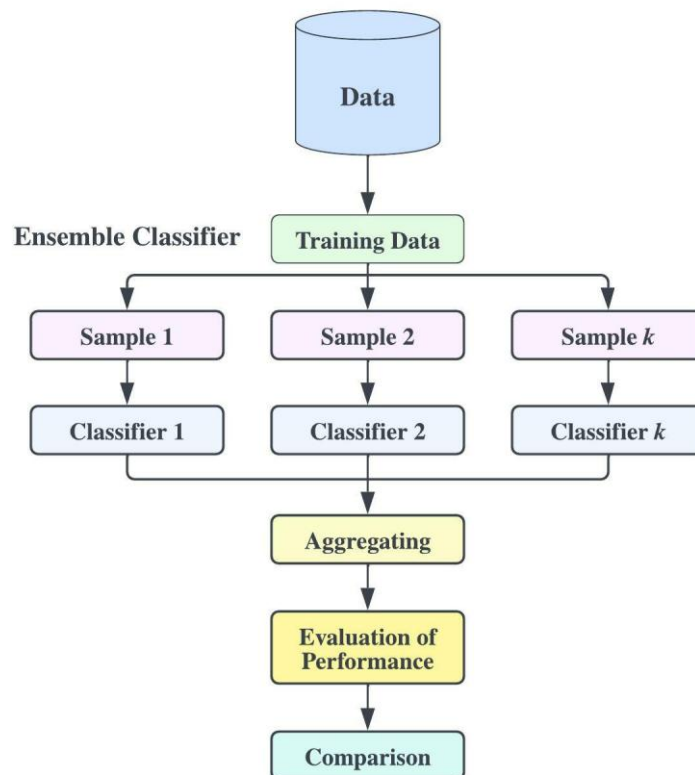 Data
Ensemble Classifier
Training Data
Sample 1
Sample 2
Sample k
Classifier 1
Classifier 2
Classifier k
Aggregating
Evaluation of
Performance
Comparison